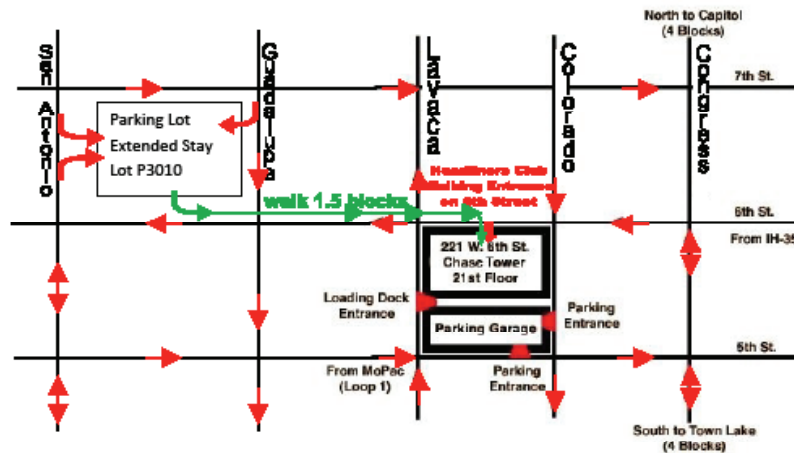 North to Capitol
(4 Blocks)
San Antonio
Guadalupe
Lavaca
Colorado
Congress
7th St.
Parking Lot
Extended Stay
Lot P3010
Headliners Club
Walking Entrance
on 6th Street
walk 1.5 blocks
6th St.
From IH-35
221 W. 6th St.
Chase Tower
21st Floor
Loading Dock
Entrance
Parking
Entrance
Parking Garage
5th St.
From MoPac
(Loop 1)
Parking
Entrance
South to Town Lake
(4 Blocks)